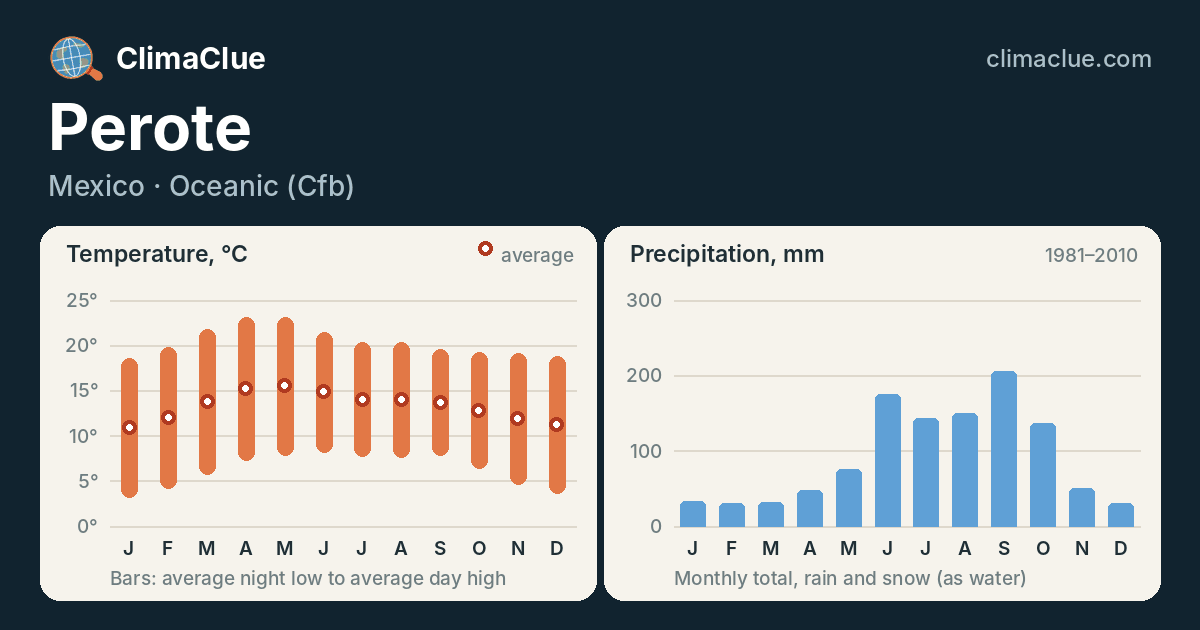 ClimaClue
climaclue.com
Perote
Mexico · Oceanic (Cfb)
Temperature, °C
average
25°
20°
15°
10°
5°
0°
J F M A M J J A S O N D
Bars: average night low to average day high
Precipitation, mm
1981–2010
300
200
100
0
J F M A M J J A S O N D
Monthly total, rain and snow (as water)